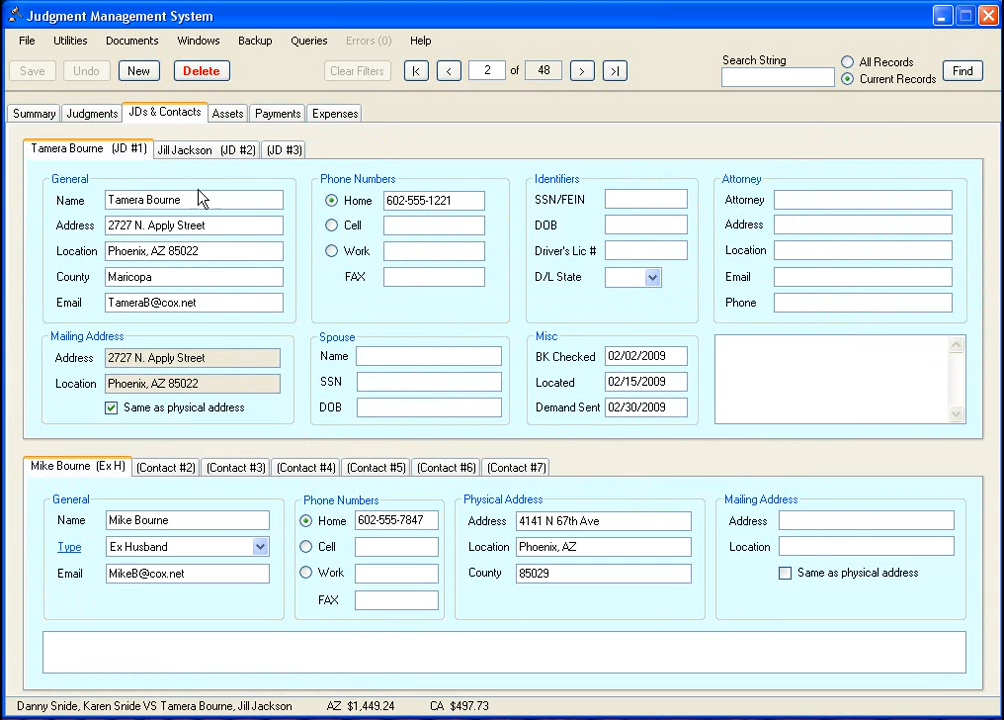 Judgment Management System
File Utilities Documents Windows Backup Queries Errors (0) Help
Save Undo New Delete Clear Filters 2 of 48 Search String All Records Current Records Find
Summary Judgments JDs & Contacts Assets Payments Expenses
Tamera Bourne (JD #1) Jill Jackson (JD #2) (JD #3)
General Phone Numbers Identifiers Attorney
Name Tamera Bourne Home 602-555-1221 SSN/FEIN Attorney
Address 2727 N. Apply Street Cell DOB Address
Location Phoenix, AZ 85022 Work Driver's Lic # Location
County Maricopa FAX D/L State Email
Email TameraB@cox.net Phone
Mailing Address Spouse Misc
Address 2727 N. Apply Street Name BK Checked 02/02/2009
Location Phoenix, AZ 85022 SSN Located 02/15/2009
Same as physical address DOB Demand Sent 02/30/2009
Mike Bourne (Ex H) (Contact #2) (Contact #3) (Contact #4) (Contact #5) (Contact #6) (Contact #7)
General Phone Numbers Physical Address Mailing Address
Name Mike Bourne Home 602-555-7847 Address 4141 N 67th Ave Address
Type Ex Husband Cell Location Phoenix, AZ Location
Email MikeB@cox.net Work County 85029 Same as physical address
FAX
Danny Snide, Karen Snide VS Tamera Bourne, Jill Jackson AZ $1,449.24 CA $497.73